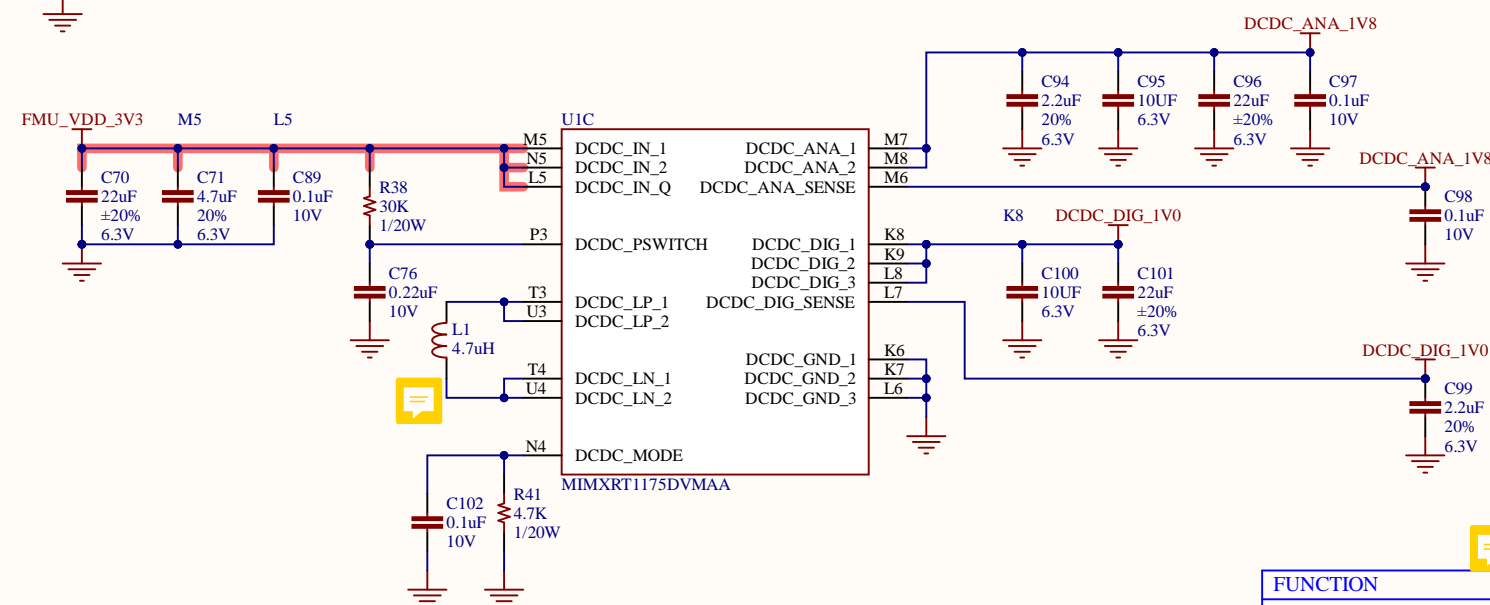 DCDC_ANA_1V8
C94
2.2uF
20%
6.3V
C95
10UF
6.3V
C96
22uF
±20%
6.3V
C97
0.1uF
10V
FMU_VDD_3V3
M5
L5
C70
22uF
±20%
6.3V
C71
4.7uF
20%
6.3V
C89
0.1uF
10V
R38
30K
1/20W
C76
0.22uF
10V
L1
4.7uH
C102
0.1uF
10V
R41
4.7K
1/20W
U1C
M5 DCDC_IN_1
N5 DCDC_IN_2
L5 DCDC_IN_Q
P3 DCDC_PSWITCH
T3 DCDC_LP_1
U3 DCDC_LP_2
T4 DCDC_LN_1
U4 DCDC_LN_2
N4 DCDC_MODE
DCDC_ANA_1 M7
DCDC_ANA_2 M8
DCDC_ANA_SENSE M6
DCDC_DIG_1 K8
DCDC_DIG_2 K9
DCDC_DIG_3 L8
DCDC_DIG_SENSE L7
DCDC_GND_1 K6
DCDC_GND_2 K7
DCDC_GND_3 L6
MIMXRT1175DVMAA
DCDC_ANA_1V8
C98
0.1uF
10V
K8
DCDC_DIG_1V0
C100
10UF
6.3V
C101
22uF
±20%
6.3V
DCDC_DIG_1V0
C99
2.2uF
20%
6.3V
FUNCTION